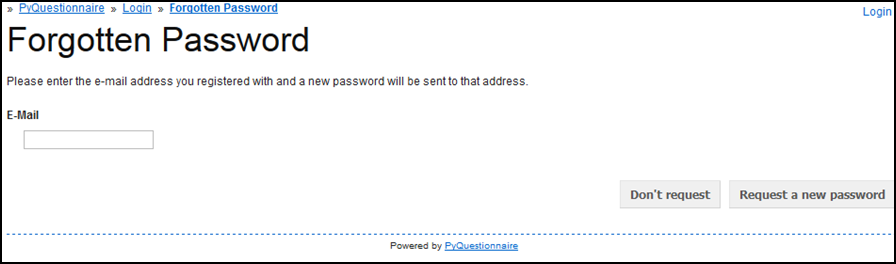 » PyQuestionnaire » Login » Forgotten Password
Login
Forgotten Password
Please enter the e-mail address you registered with and a new password will be sent to that address.
E-Mail
Don't request Request a new password
Powered by PyQuestionnaire